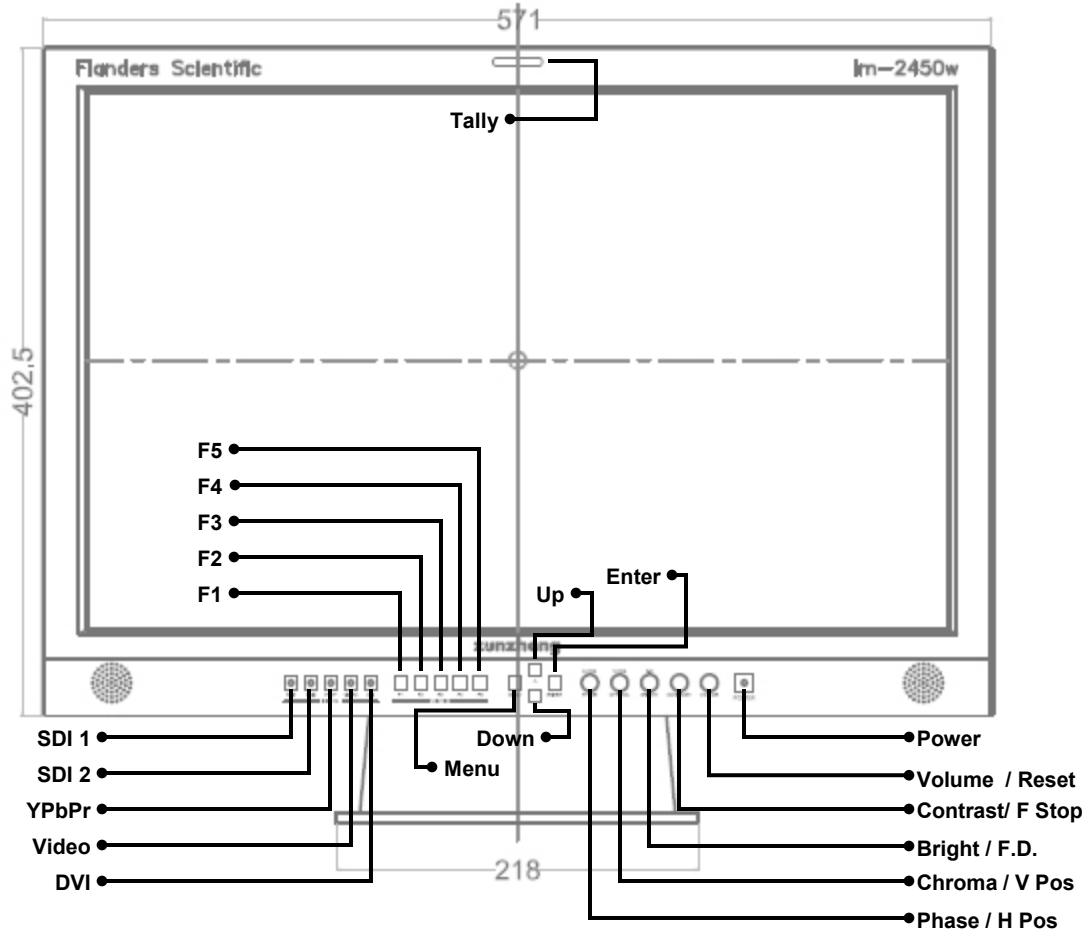 571
Flanders Scientific
lm-2450w
Tally
402,5
F5
F4
F3
F2
F1
Enter
Up
xunzheng
SDI 1
SDI 2
YPbPr
Video
DVI
Down
Menu
218
Power
Volume / Reset
Contrast/ F Stop
Bright / F.D.
Chroma / V Pos
Phase / H Pos